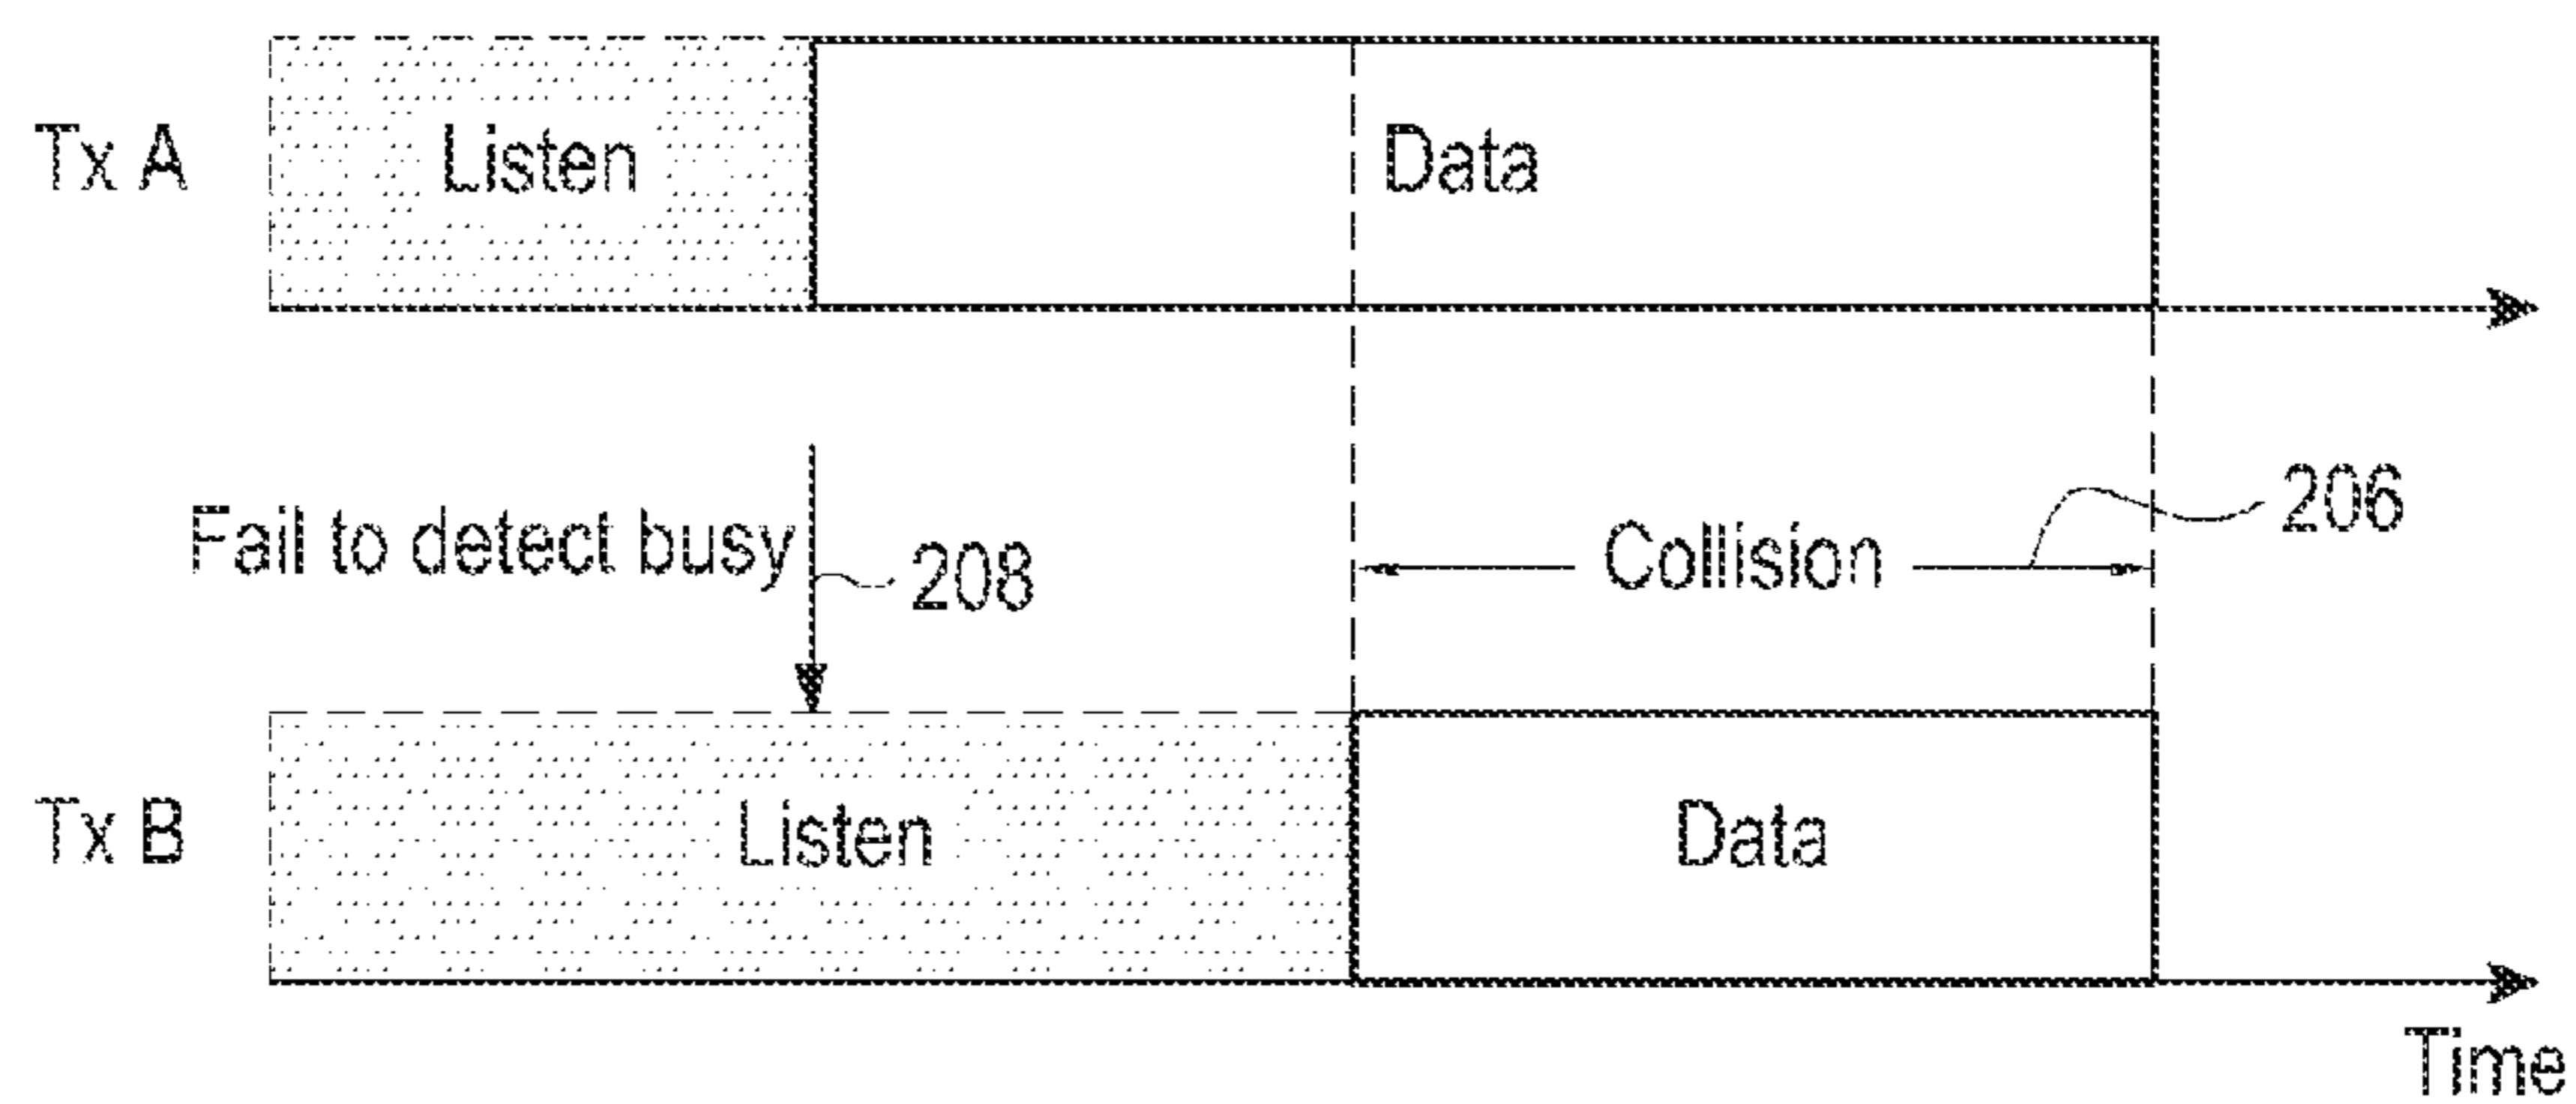 Tx A
Listen
Data
Fail to detect busy
208
Collision
206
Tx B
Listen
Data
Time